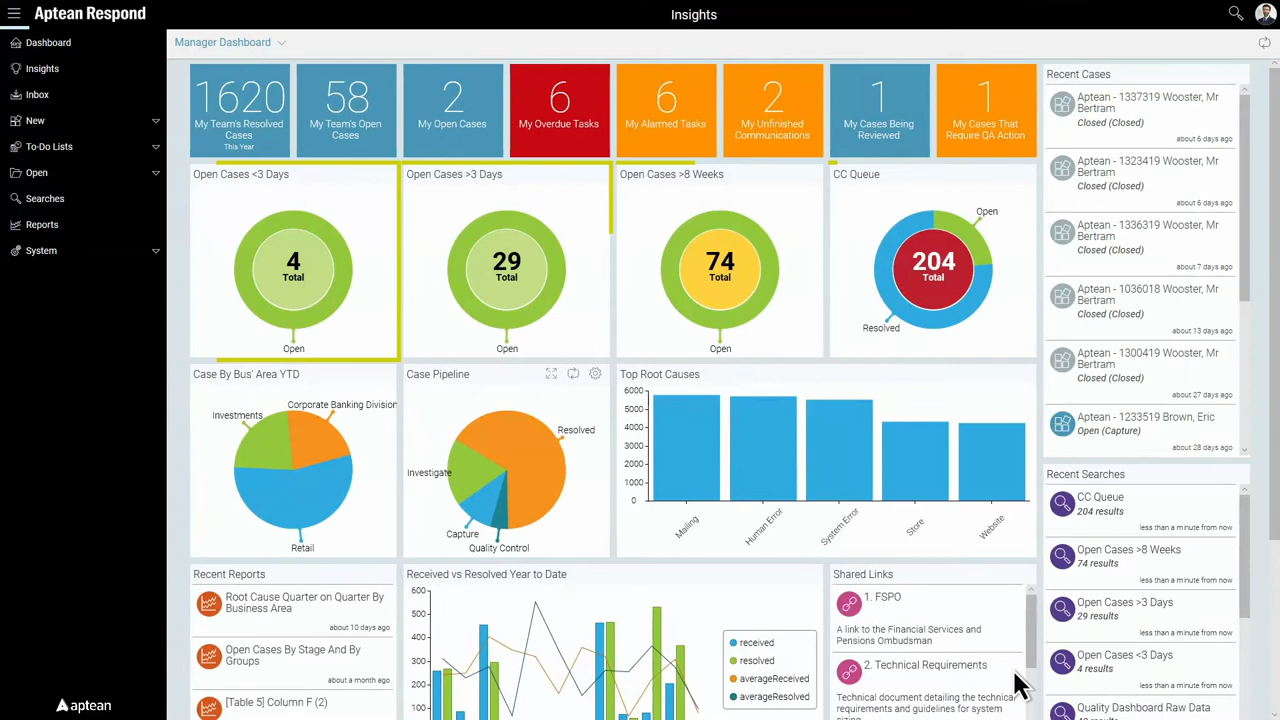 Aptean Respond
Insights
Dashboard
Insights
Inbox
New
To-Do Lists
Open
Searches
Reports
System
aptean
Manager Dashboard
1620
My Team's Resolved
Cases
This Year
58
My Team's Open
Cases
2
My Open Cases
6
My Overdue Tasks
6
My Alarmed Tasks
2
My Unfinished
Communications
1
My Cases Being
Reviewed
1
My Cases That
Require QA Action
Open Cases <3 Days
4
Total
Open
Open Cases >3 Days
29
Total
Open
Open Cases >8 Weeks
74
Total
Open
CC Queue
Open
204
Total
Resolved
Case By Bus' Area YTD
Corporate Banking Division
Investments
Retail
Case Pipeline
Resolved
Investigate
Capture
Quality Control
Top Root Causes
6000
5000
4000
3000
2000
1000
0
Mailing
Human Error
System Error
Store
Website
Recent Reports
Root Cause Quarter on Quarter By
Business Area
about 10 days ago
Open Cases By Stage And By
Groups
about a month ago
[Table 5] Column F (2)
Received vs Resolved Year to Date
600
500
400
300
200
received
resolved
averageReceived
averageResolved
Shared Links
1. FSPO
A link to the Financial Services and
Pensions Ombudsman
2. Technical Requirements
Technical document detailing the technical
requirements and guidelines for system
sizing
Recent Cases
Aptean - 1337319 Wooster, Mr
Bertram
Closed (Closed)
about 6 days ago
Aptean - 1323419 Wooster, Mr
Bertram
Closed (Closed)
about 6 days ago
Aptean - 1336319 Wooster, Mr
Bertram
Closed (Closed)
about 7 days ago
Aptean - 1036018 Wooster, Mr
Bertram
Closed (Closed)
about 13 days ago
Aptean - 1300419 Wooster, Mr
Bertram
Closed (Closed)
about 27 days ago
Aptean - 1233519 Brown, Eric
Open (Capture)
about 28 days ago
Recent Searches
CC Queue
204 results
less than a minute from now
Open Cases >8 Weeks
74 results
less than a minute from now
Open Cases >3 Days
29 results
less than a minute from now
Open Cases <3 Days
4 results
less than a minute from now
Quality Dashboard Raw Data